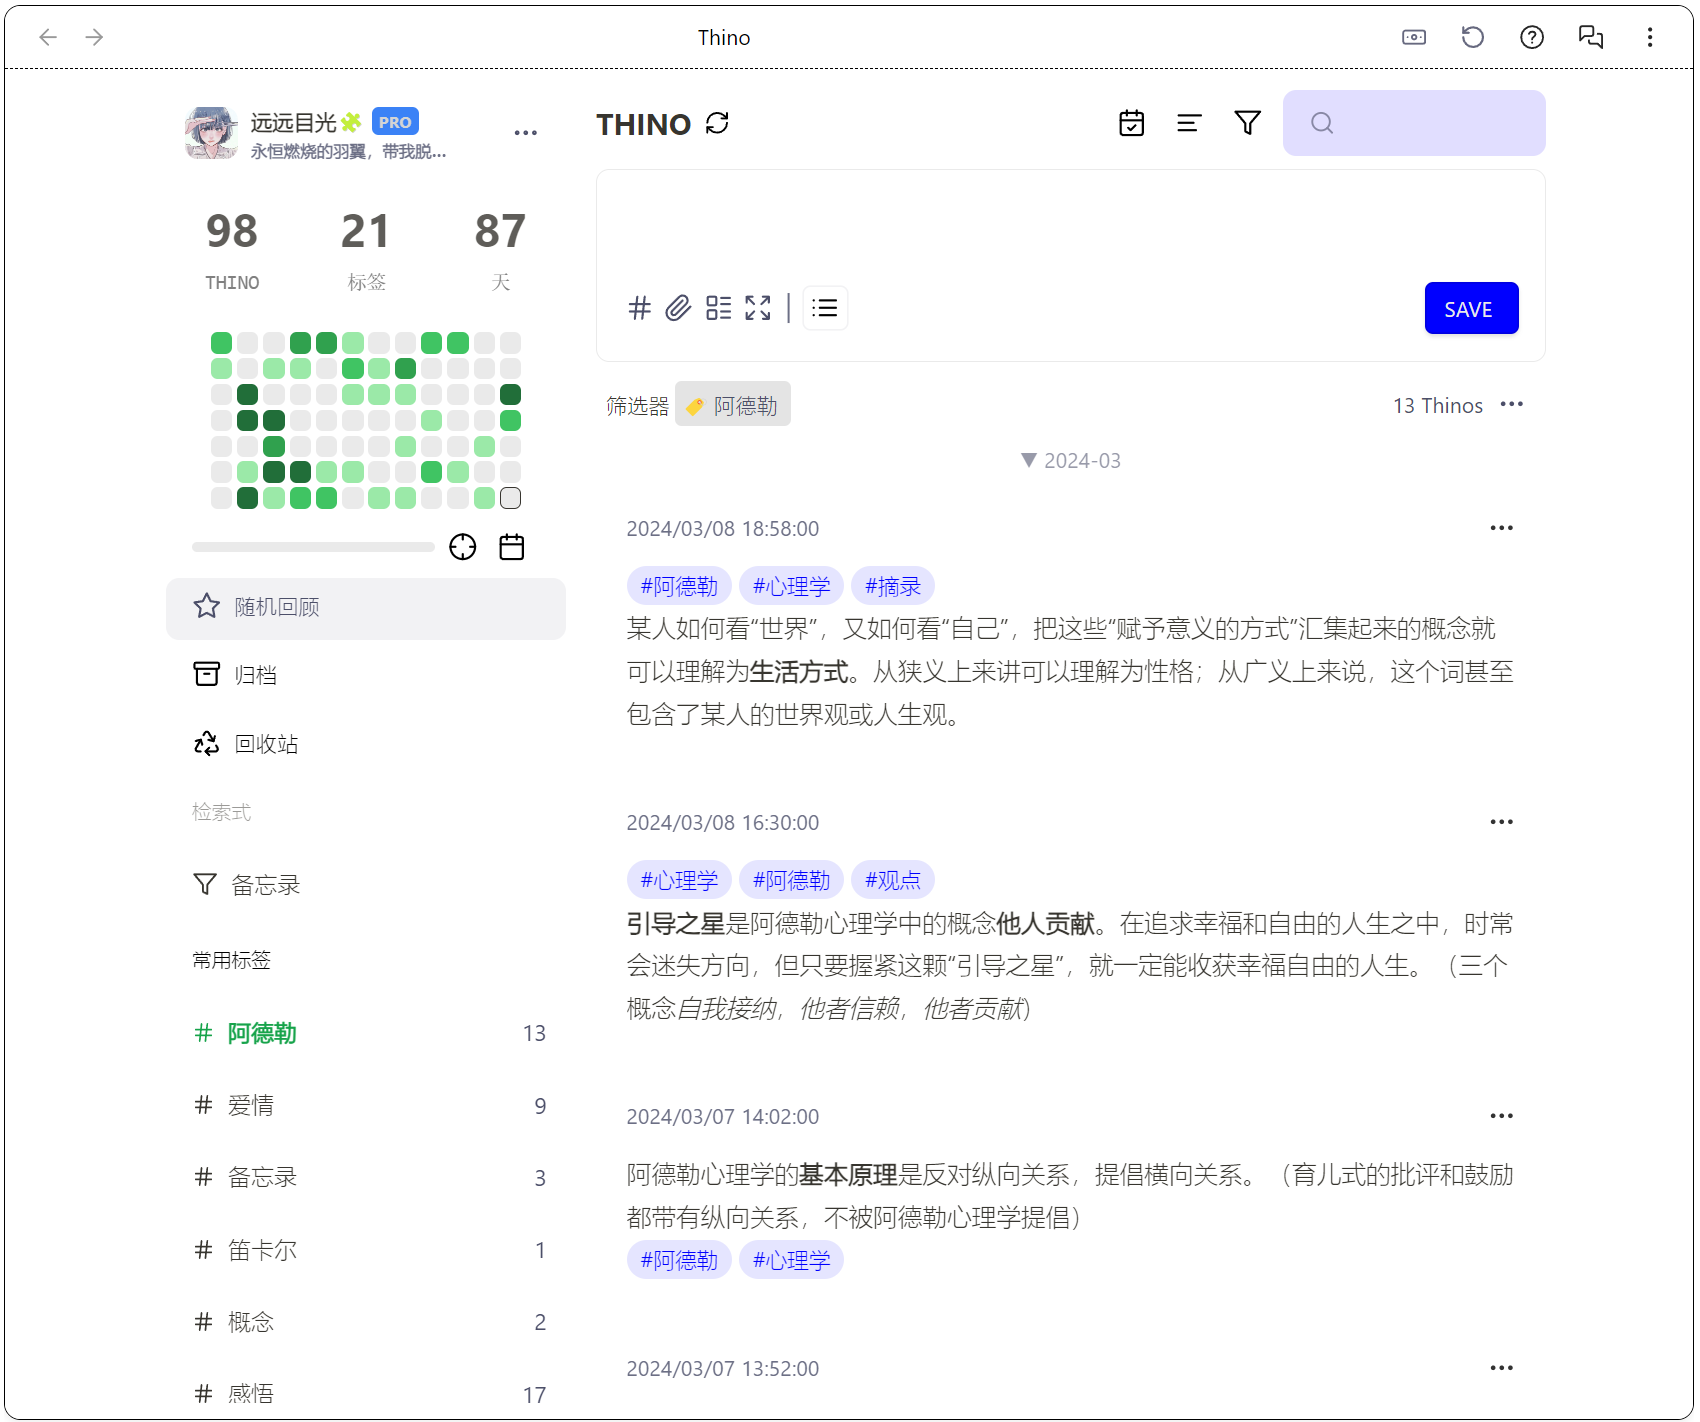 Thino
远远目光 PRO
永恒燃烧的羽翼，带我脱...
98 21 87
THINO 标签 天
随机回顾
归档
回收站
检索式
备忘录
常用标签
# 阿德勒 13
# 爱情 9
# 备忘录 3
# 笛卡尔 1
# 概念 2
# 感悟 17
THINO
SAVE
筛选器 阿德勒 13 Thinos
▼ 2024-03
2024/03/08 18:58:00
#阿德勒 #心理学 #摘录
某人如何看“世界”，又如何看“自己”，把这些“赋予意义的方式”汇集起来的概念就
可以理解为生活方式。从狭义上来讲可以理解为性格；从广义上来说，这个词甚至
包含了某人的世界观或人生观。
2024/03/08 16:30:00
#心理学 #阿德勒 #观点
引导之星是阿德勒心理学中的概念他人贡献。在追求幸福和自由的人生之中，时常
会迷失方向，但只要握紧这颗“引导之星”，就一定能收获幸福自由的人生。（三个
概念自我接纳，他者信赖，他者贡献）
2024/03/07 14:02:00
阿德勒心理学的基本原理是反对纵向关系，提倡横向关系。（育儿式的批评和鼓励
都带有纵向关系，不被阿德勒心理学提倡）
#阿德勒 #心理学
2024/03/07 13:52:00